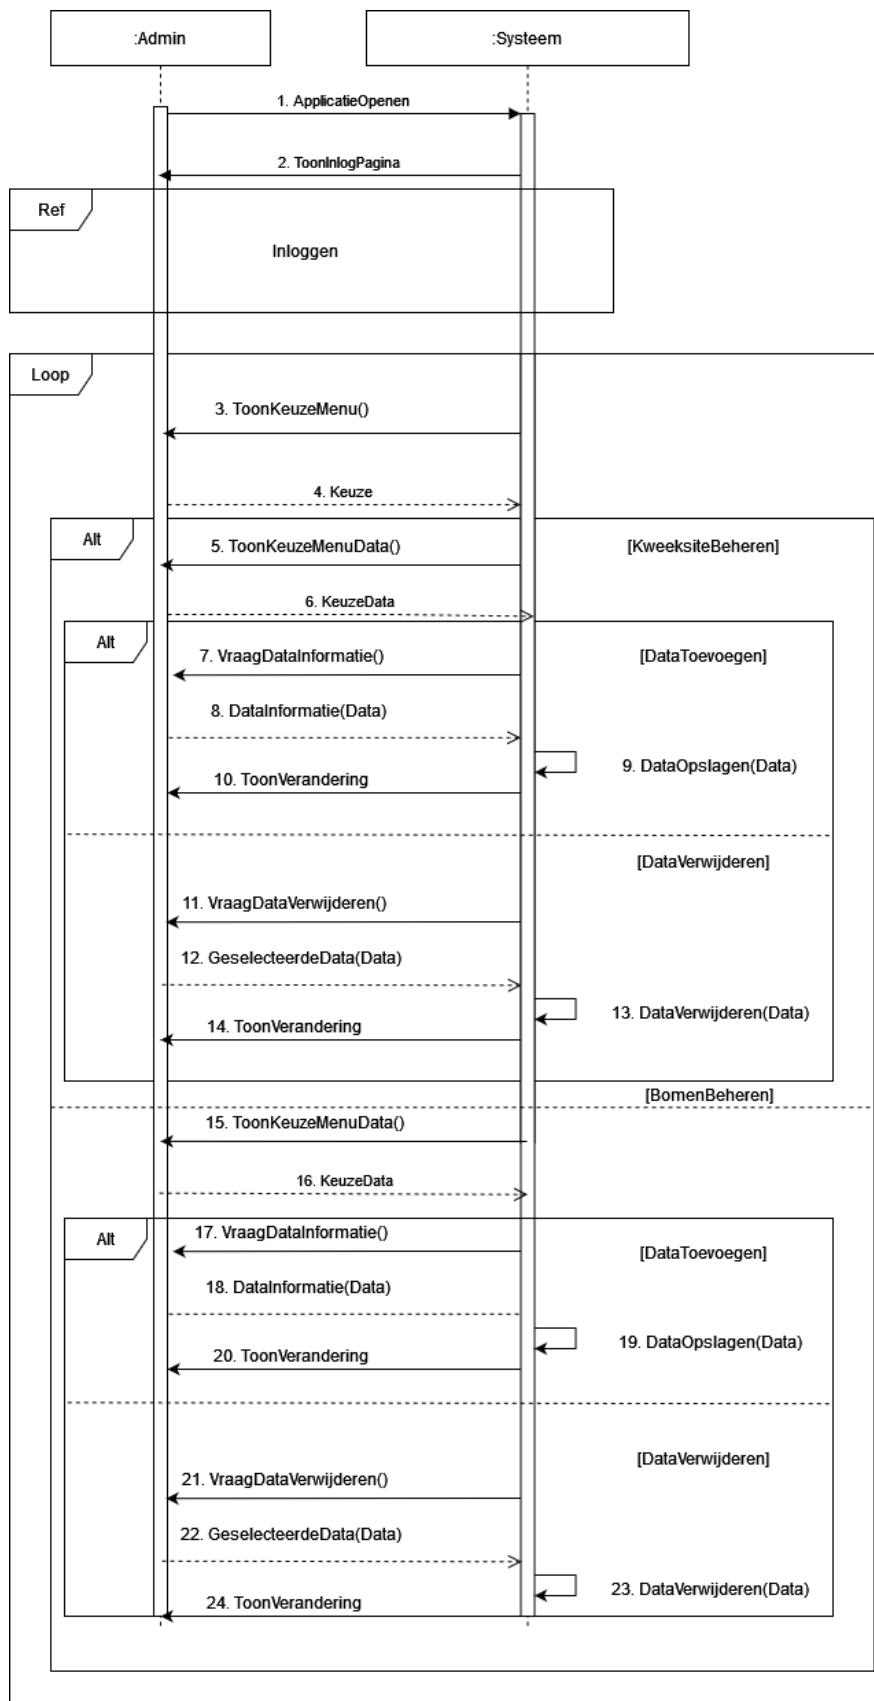 :Admin
:Systeem
1. ApplicatieOpenen
2. ToonInlogPagina
Ref
Inloggen
Loop
3. ToonKeuzeMenu()
4. Keuze
Alt
5. ToonKeuzeMenuData()
[KweeksiteBeheren]
6. KeuzeData
Alt
7. VraagDataInformatie()
[DataToevoegen]
8. DataInformatie(Data)
9. DataOpslagen(Data)
10. ToonVerandering
[DataVerwijderen]
11. VraagDataVerwijderen()
12. GeselecteerdeData(Data)
13. DataVerwijderen(Data)
14. ToonVerandering
[BomenBeheren]
15. ToonKeuzeMenuData()
16. KeuzeData
Alt
17. VraagDataInformatie()
[DataToevoegen]
18. DataInformatie(Data)
19. DataOpslagen(Data)
20. ToonVerandering
[DataVerwijderen]
21. VraagDataVerwijderen()
22. GeselecteerdeData(Data)
23. DataVerwijderen(Data)
24. ToonVerandering